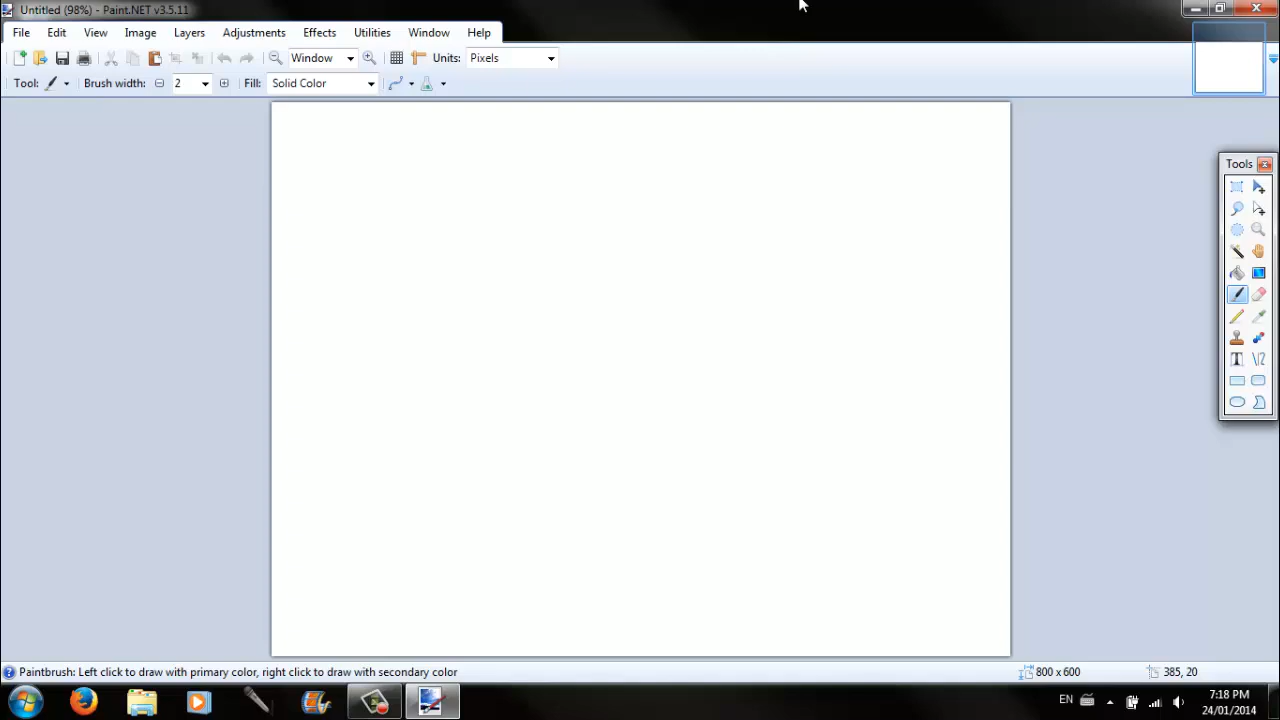 Untitled (98%) - Paint.NET v3.5.11
File Edit View Image Layers Adjustments Effects Utilities Window Help
Window Units: Pixels
Tool: Brush width: 2 Fill: Solid Color
Tools
Paintbrush: Left click to draw with primary color, right click to draw with secondary color
800 x 600
385, 20
EN
7:18 PM
24/01/2014